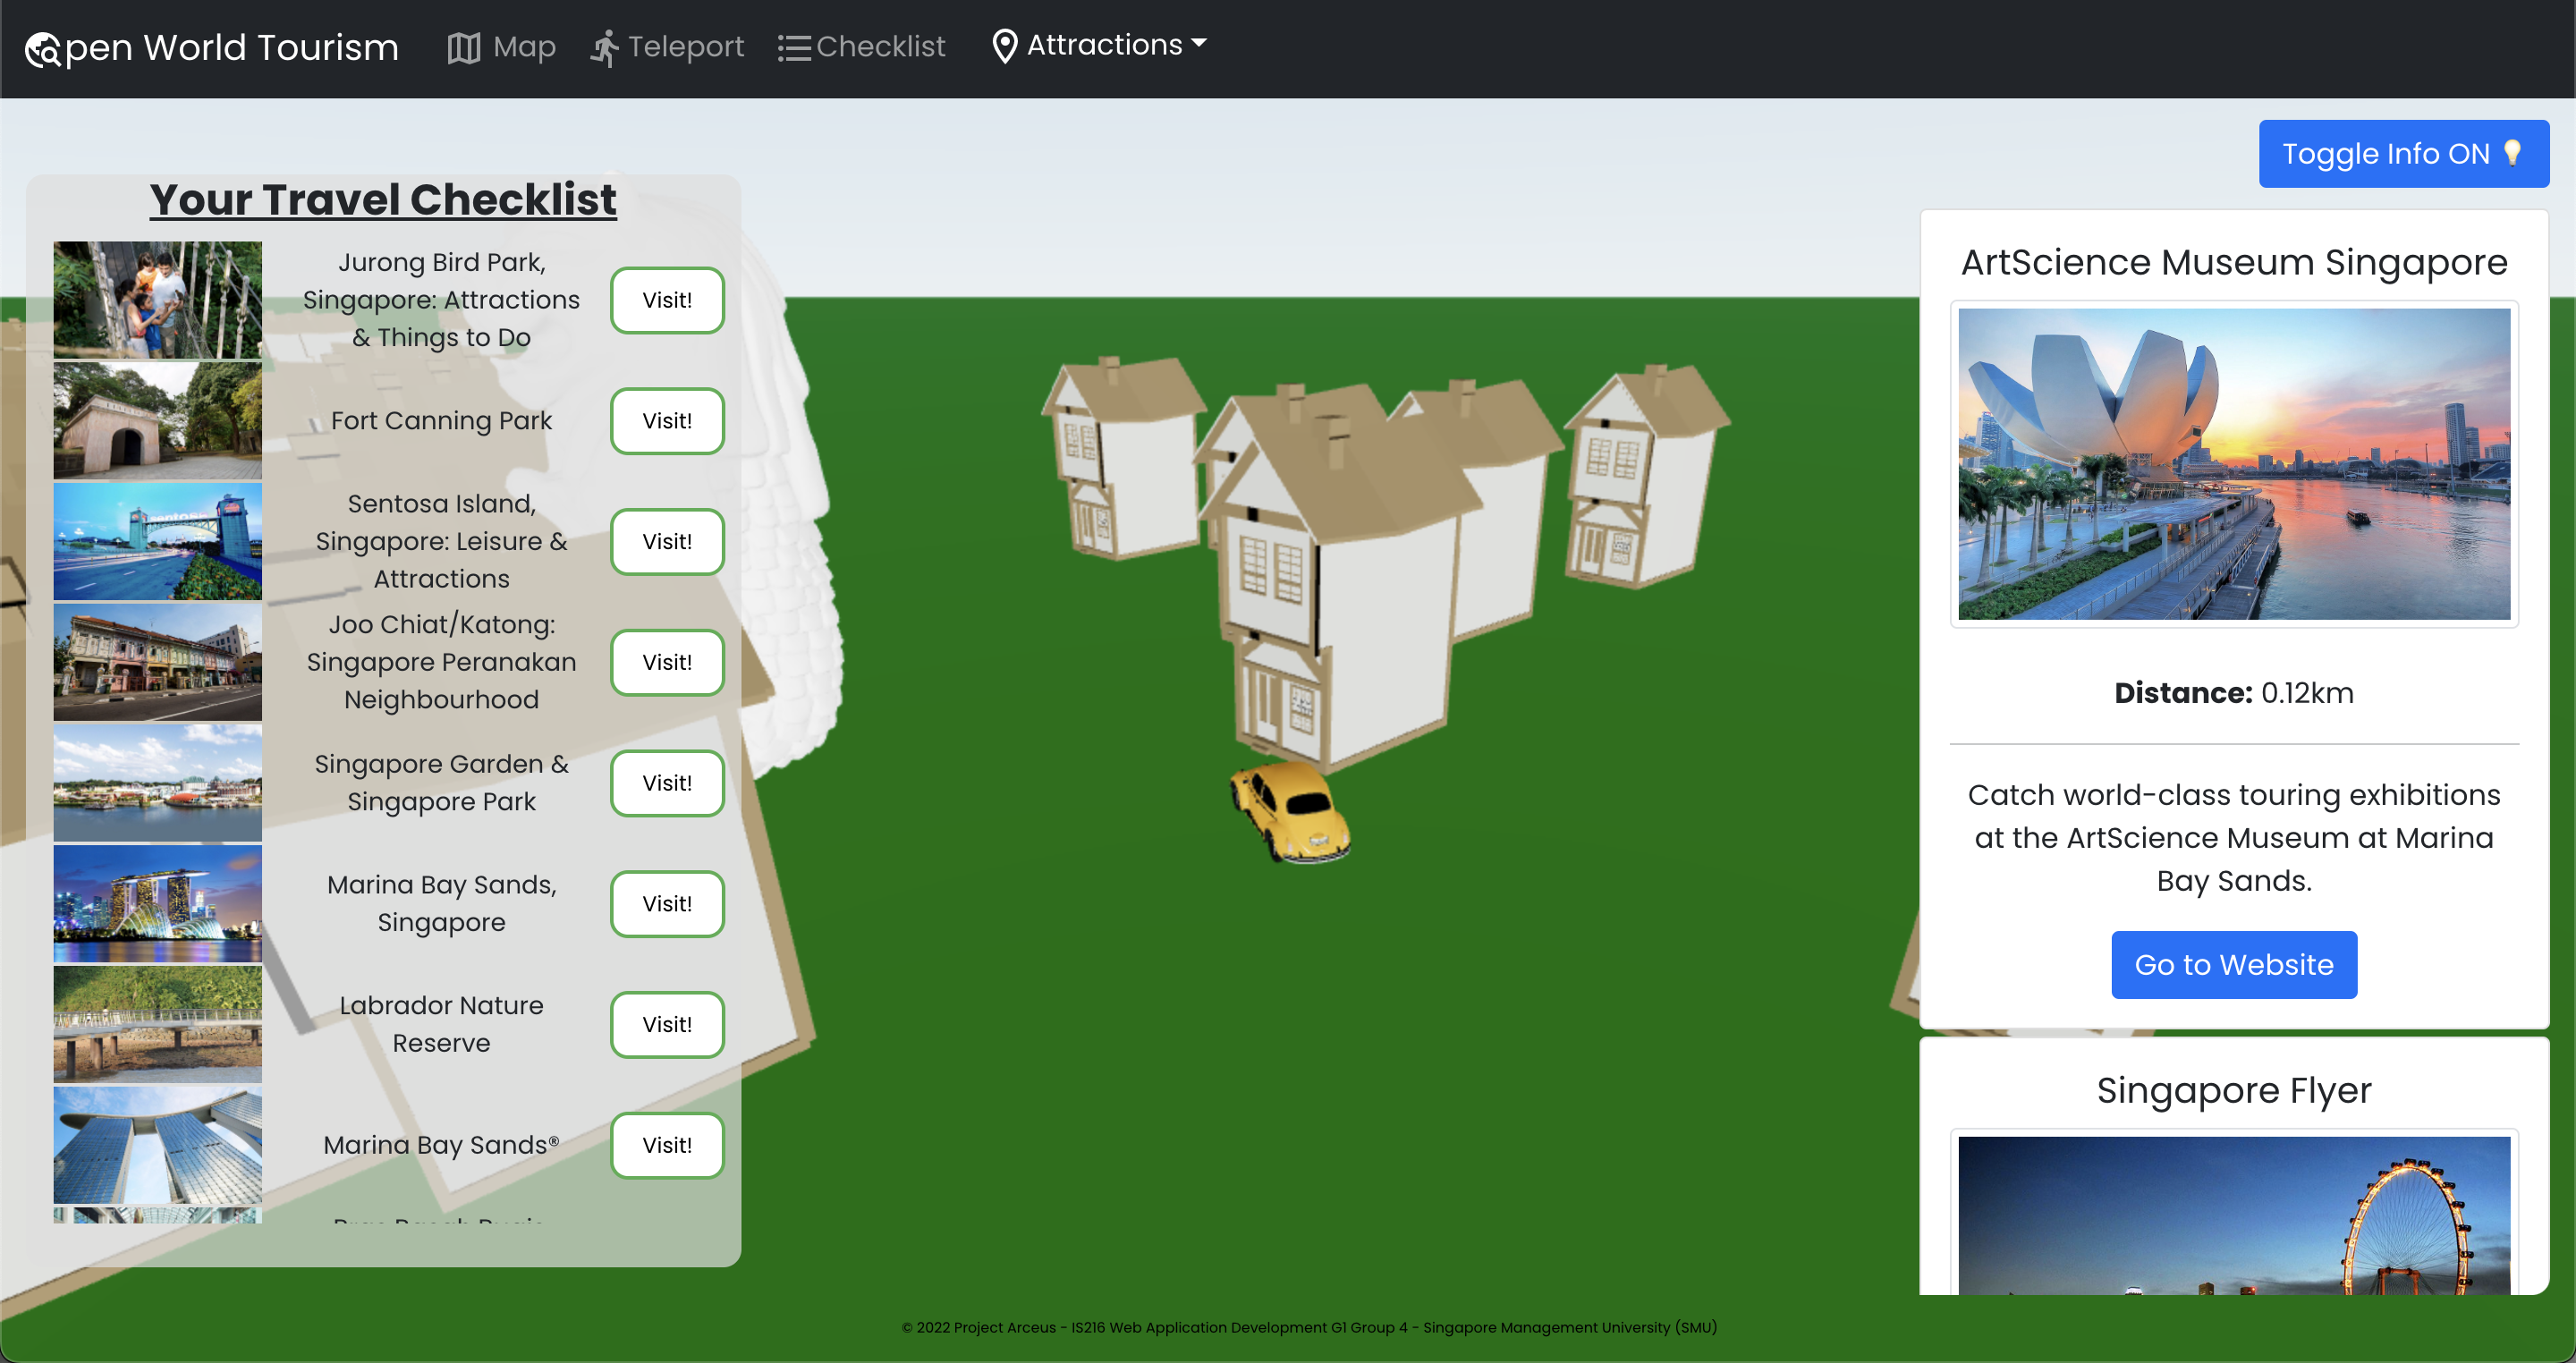 pen World Tourism
Map
Teleport
Checklist
Attractions
Toggle Info ON
Your Travel Checklist
Jurong Bird Park,
Singapore: Attractions
& Things to Do
Visit!
Fort Canning Park
Visit!
sentosa
Sentosa Island,
Singapore: Leisure &
Attractions
Visit!
Joo Chiat/Katong:
Singapore Peranakan
Neighbourhood
Visit!
Singapore Garden &
Singapore Park
Visit!
Marina Bay Sands,
Singapore
Visit!
Labrador Nature
Reserve
Visit!
Marina Bay Sands®
Visit!
Bras Basah Bugis,
ArtScience Museum Singapore
Distance: 0.12km
Catch world-class touring exhibitions
at the ArtScience Museum at Marina
Bay Sands.
Go to Website
Singapore Flyer
© 2022 Project Arceus - IS216 Web Application Development G1 Group 4 - Singapore Management University (SMU)